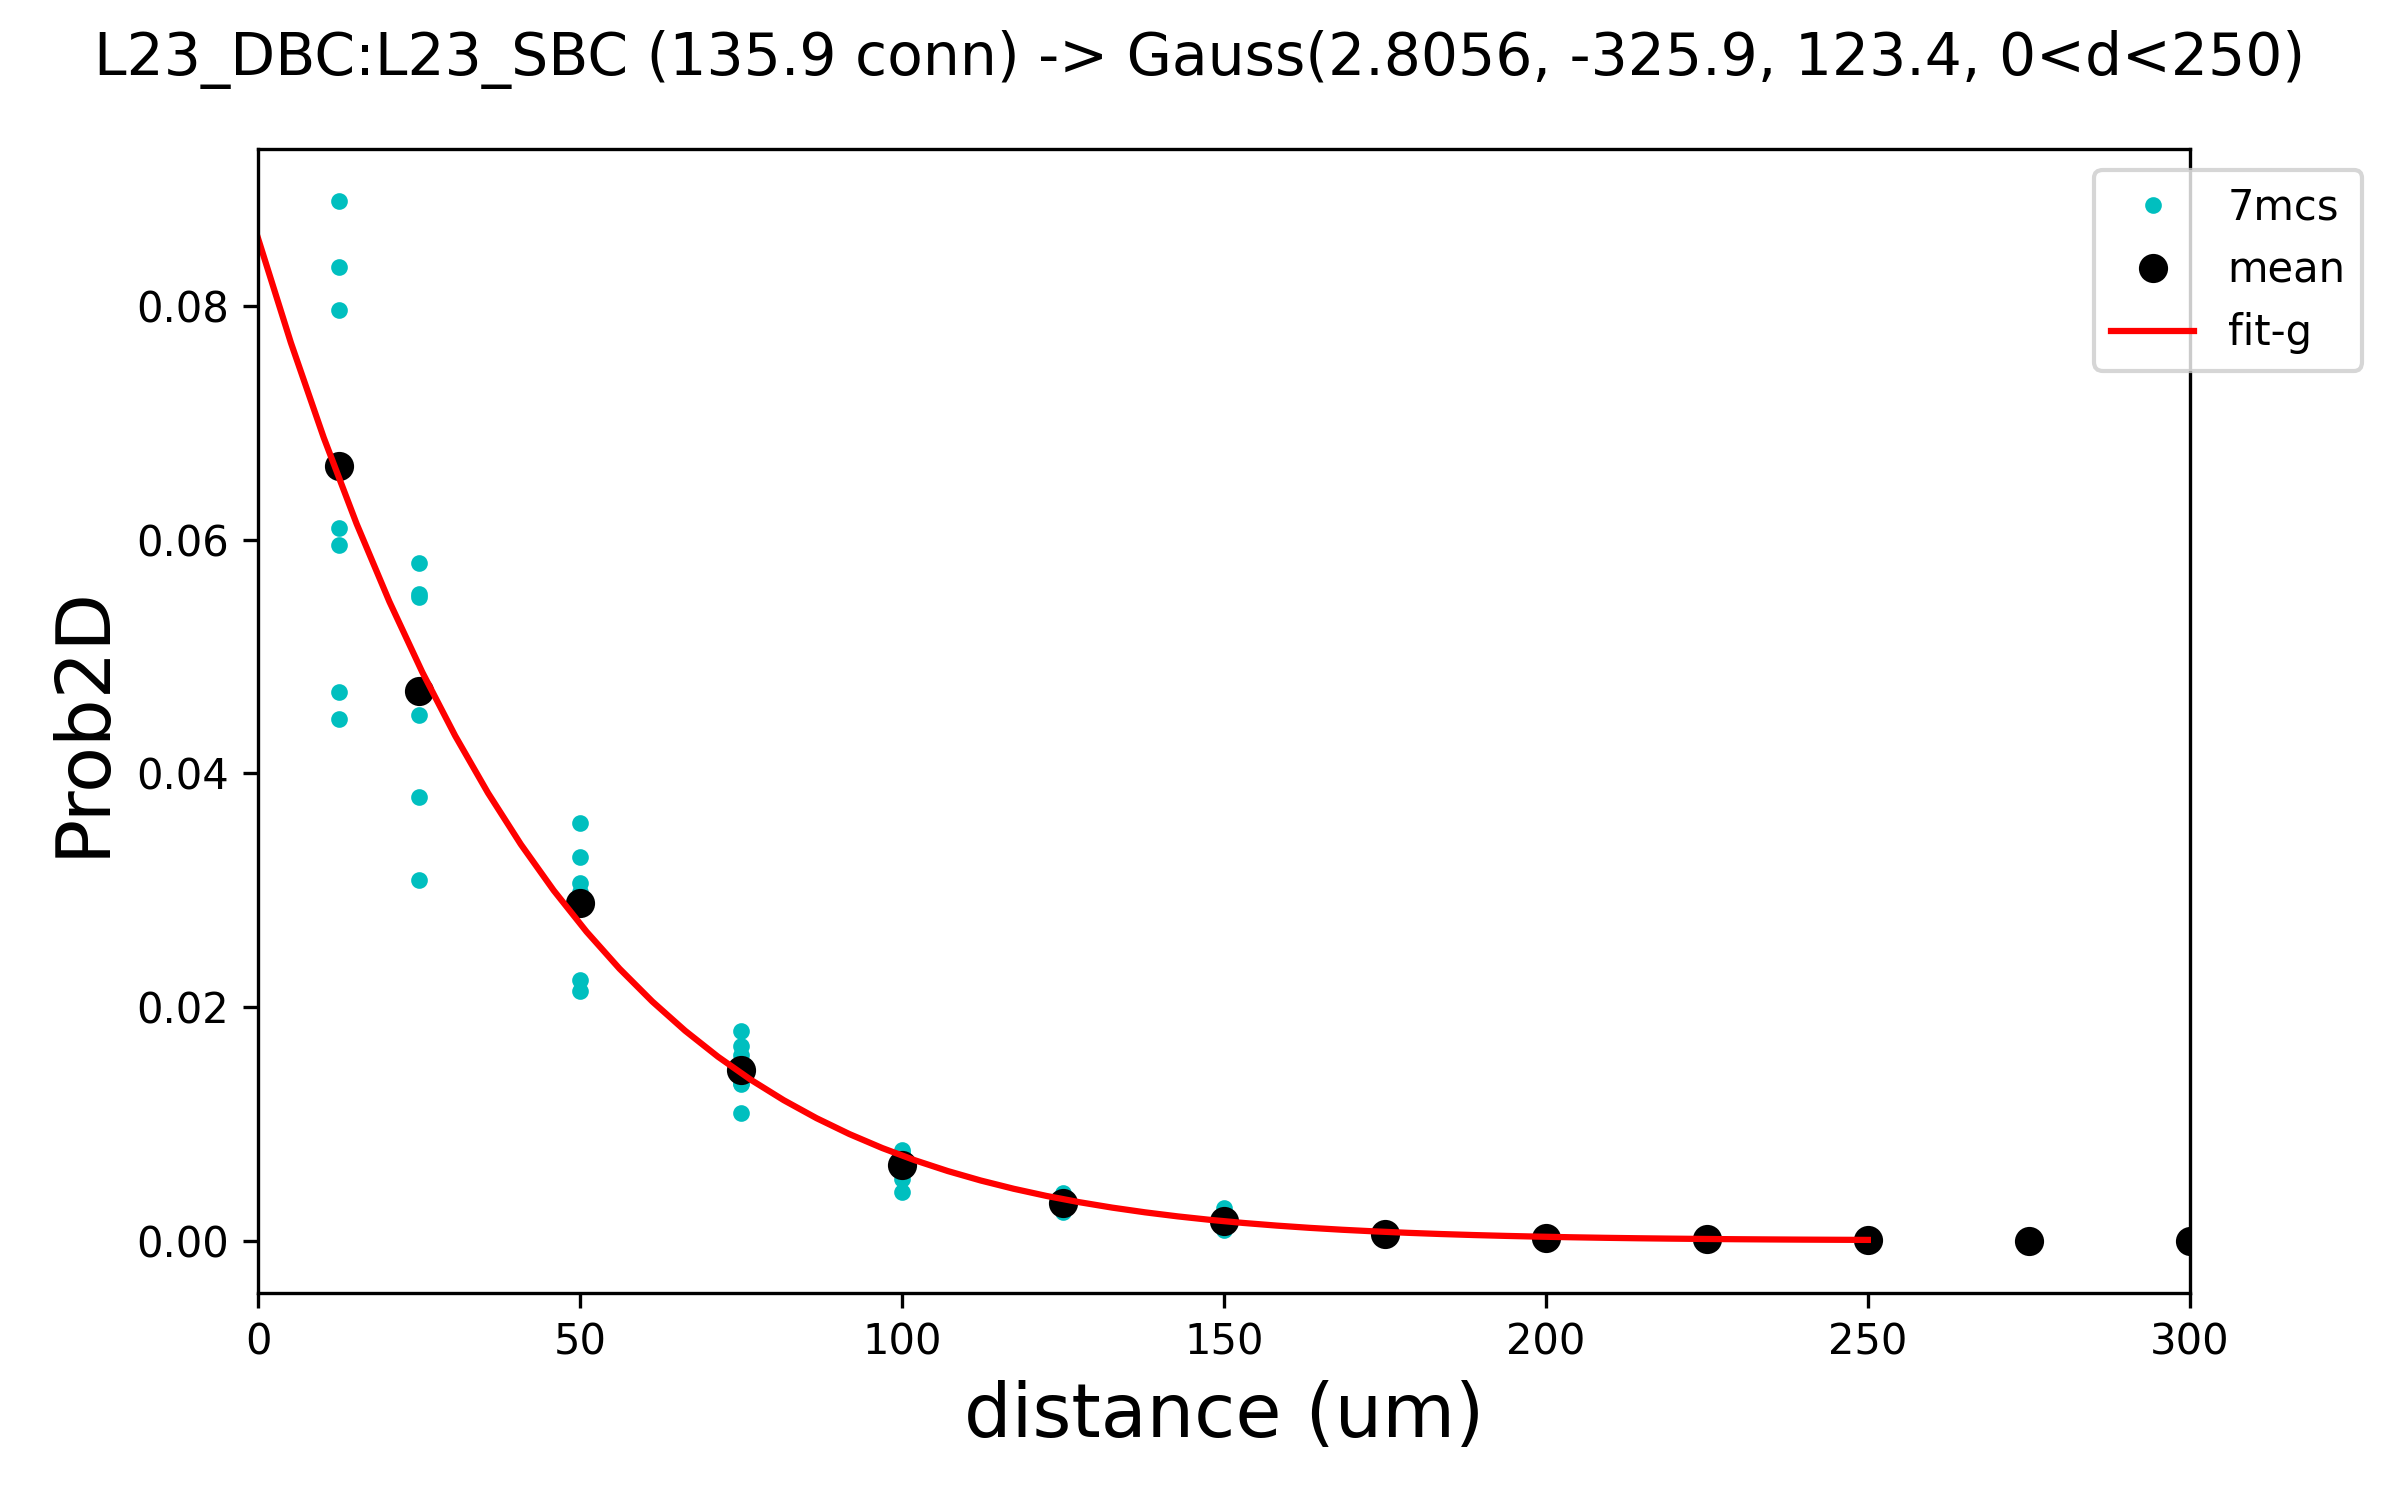 L23_DBC:L23_SBC (135.9 conn) -> Gauss(2.8056, -325.9, 123.4, 0<d<250)
7mcs
mean
fit-g
Prob2D
0.08
0.06
0.04
0.02
0.00
0 50 100 150 200 250 300
distance (um)